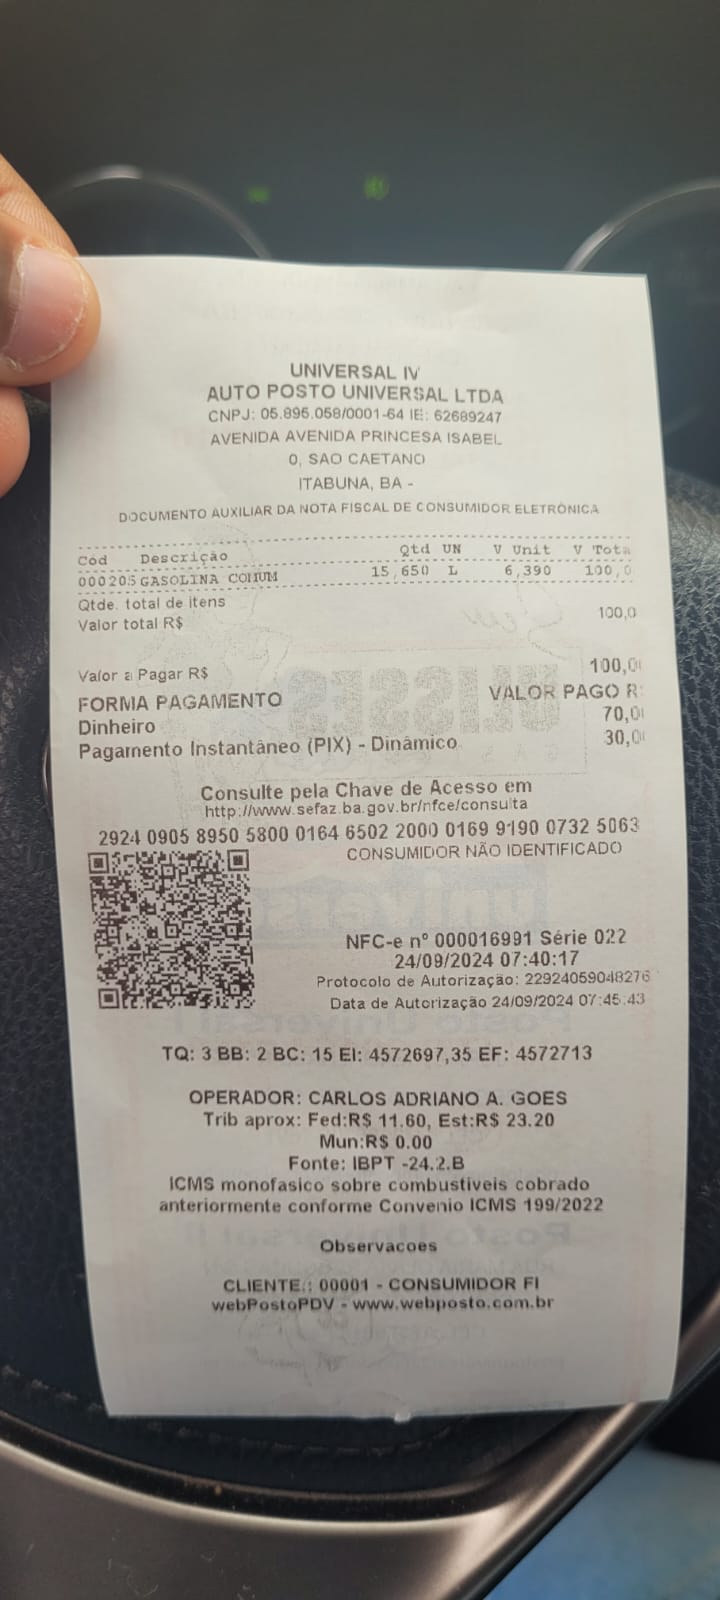 UNIVERSAL IV
AUTO POSTO UNIVERSAL LTDA
CNPJ: 05.895.058/0001-64 IE: 62689247
AVENIDA AVENIDA PRINCESA ISABEL
0, SAO CAETANO
ITABUNA, BA -
DOCUMENTO AUXILIAR DA NOTA FISCAL DE CONSUMIDOR ELETRÔNICA
Cód Descrição Qtd UN V Unit V Tota
000205 GASOLINA COMUM 15,650 L 6,390 100,0
Qtde. total de itens
Valor total R$ 100,0
Valor a Pagar R$ 100,0
FORMA PAGAMENTO VALOR PAGO R
Dinheiro 70,0
Pagamento Instantâneo (PIX) - Dinâmico 30,0
Consulte pela Chave de Acesso em
http://www.sefaz.ba.gov.br/nfce/consulta
2924 0905 8950 5800 0164 6502 2000 0169 9190 0732 5063
CONSUMIDOR NÃO IDENTIFICADO
NFC-e nº 000016991 Série 022
24/09/2024 07:40:17
Protocolo de Autorização: 22924059048276
Data de Autorização 24/09/2024 07:45:43
TQ: 3 BB: 2 BC: 15 EI: 4572697,35 EF: 4572713
OPERADOR: CARLOS ADRIANO A. GOES
Trib aprox: Fed:R$ 11.60, Est:R$ 23.20
Mun:R$ 0.00
Fonte: IBPT -24.2.B
ICMS monofasico sobre combustiveis cobrado
anteriormente conforme Convenio ICMS 199/2022
Observacoes
CLIENTE.: 00001 - CONSUMIDOR FI
webPostoPDV - www.webposto.com.br